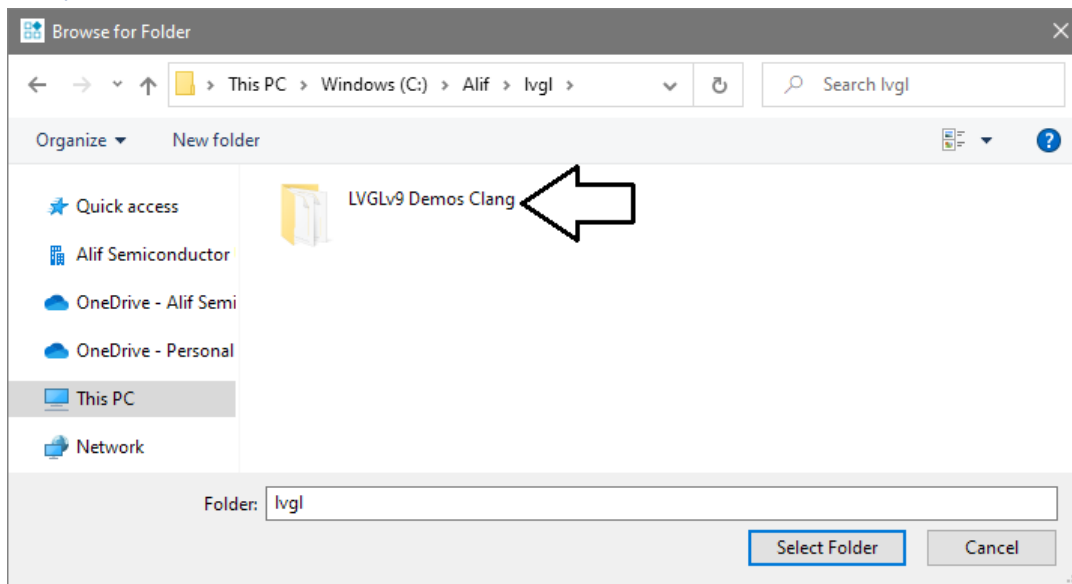 Browse for Folder
This PC > Windows (C:) > Alif > lvgl >
Search lvgl
Organize
New folder
Quick access
LVGLv9 Demos Clang
Alif Semiconductor
OneDrive - Alif Semi
OneDrive - Personal
This PC
Network
Folder: lvgl
Select Folder
Cancel